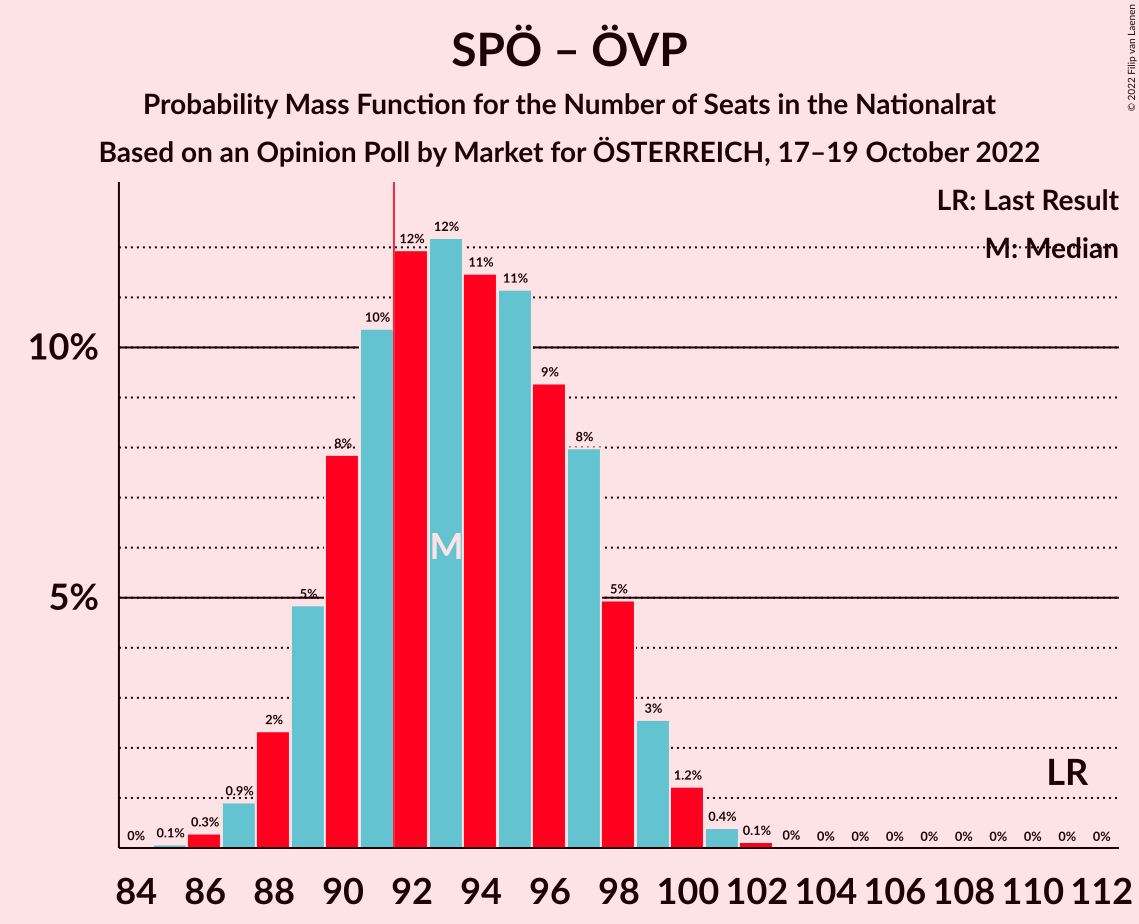 SPÖ – ÖVP
Probability Mass Function for the Number of Seats in the Nationalrat
Based on an Opinion Poll by Market for ÖSTERREICH, 17–19 October 2022
© 2022 Filip van Laenen
LR: Last Result
M: Median
10%
5%
0% 0.1% 0.3% 0.9% 2% 5% 8% 10% 12% 12% 11% 11% 9% 8% 5% 3% 1.2% 0.4% 0.1% 0% 0% 0% 0% 0% 0% 0% 0% 0% 0%
M
LR
84 86 88 90 92 94 96 98 100 102 104 106 108 110 112